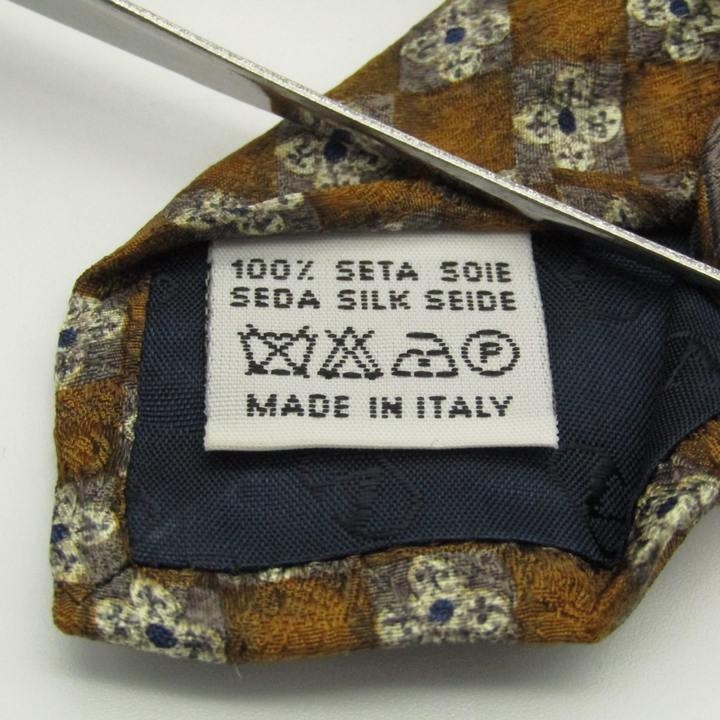 100% SETA SOIE
SEDA SILK SEIDE
P
MADE IN ITALY